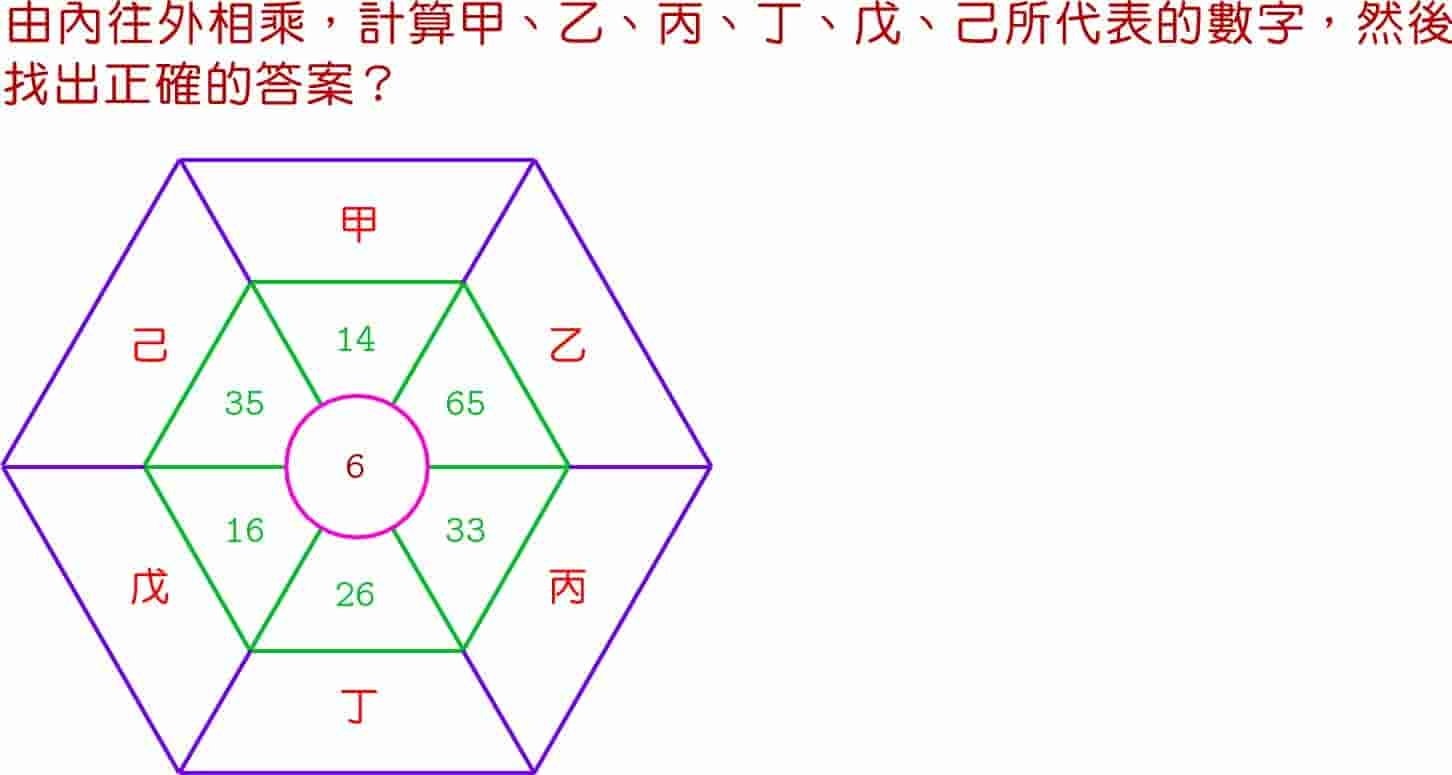 由內往外相乘，計算甲、乙、丙、丁、戊、己所代表的數字，然後
找出正確的答案？
甲
己
14
乙
35
65
6
16
33
戊
26
丙
丁